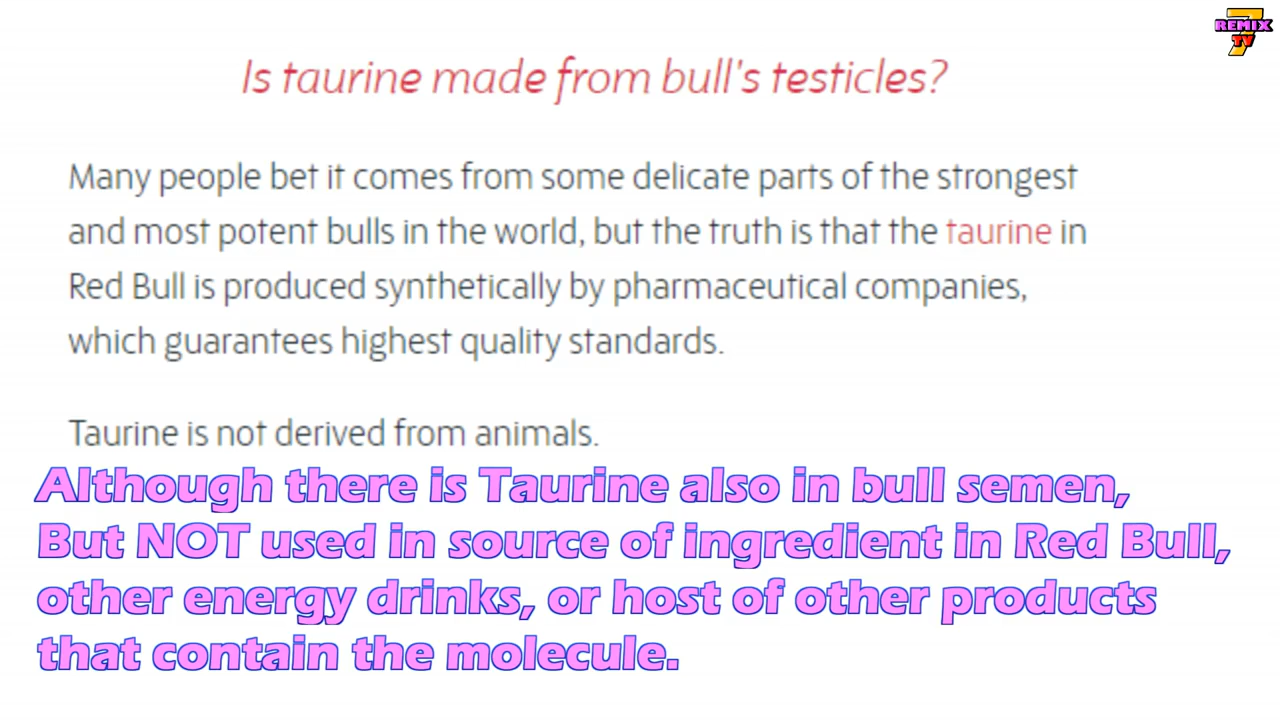 7
REMIX
TV
Is taurine made from bull's testicles?
Many people bet it comes from some delicate parts of the strongest
and most potent bulls in the world, but the truth is that the taurine in
Red Bull is produced synthetically by pharmaceutical companies,
which guarantees highest quality standards.
Taurine is not derived from animals.
Although there is Taurine also in bull semen,
But NOT used in source of ingredient in Red Bull,
other energy drinks, or host of other products
that contain the molecule.